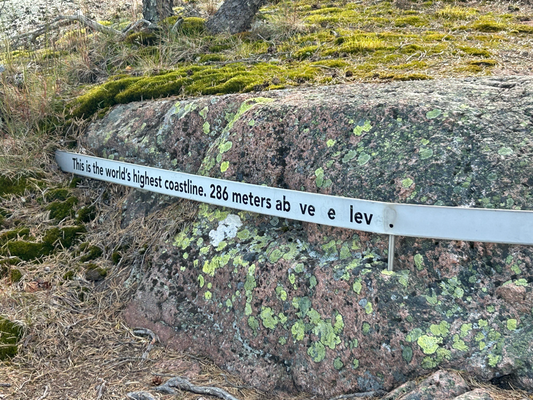 This is the world's highest coastline. 286 meters ab ve e lev